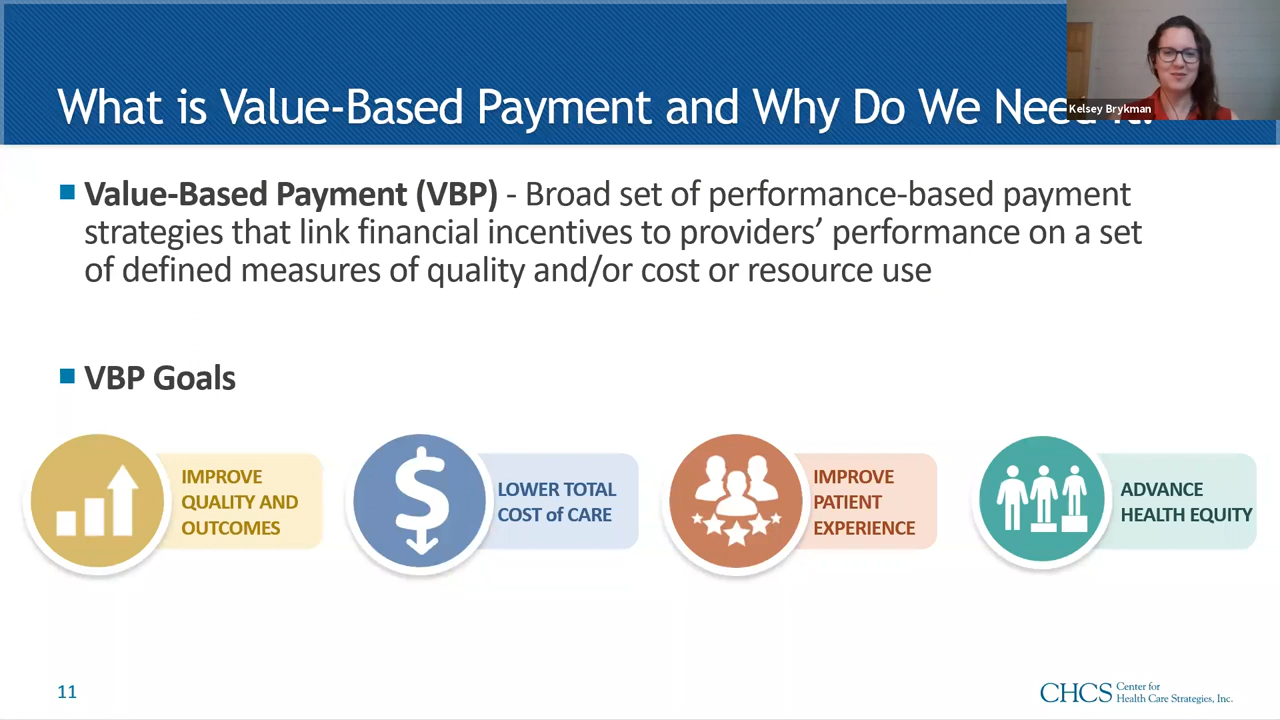 What is Value-Based Payment and Why Do We Need It?
Kelsey Brykman
■ Value-Based Payment (VBP) - Broad set of performance-based payment
strategies that link financial incentives to providers’ performance on a set
of defined measures of quality and/or cost or resource use
■ VBP Goals
IMPROVE
QUALITY AND
OUTCOMES
LOWER TOTAL
COST of CARE
IMPROVE
PATIENT
EXPERIENCE
ADVANCE
HEALTH EQUITY
11
CHCS Center for
Health Care Strategies, Inc.